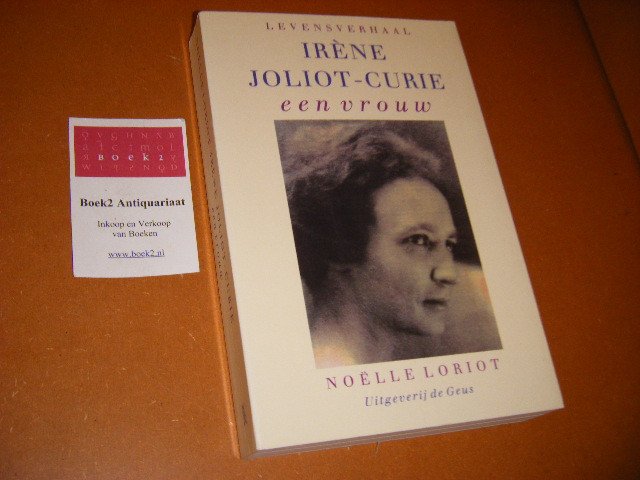 LEVENSVERHAAL
IRÈNE
JOLIOT-CURIE
een vrouw
NOËLLE LORIOT
Uitgeverij de Geus
BOEK2
Boek2 Antiquariaat
Inkoop en Verkoop
van Boeken
www.boek2.nl